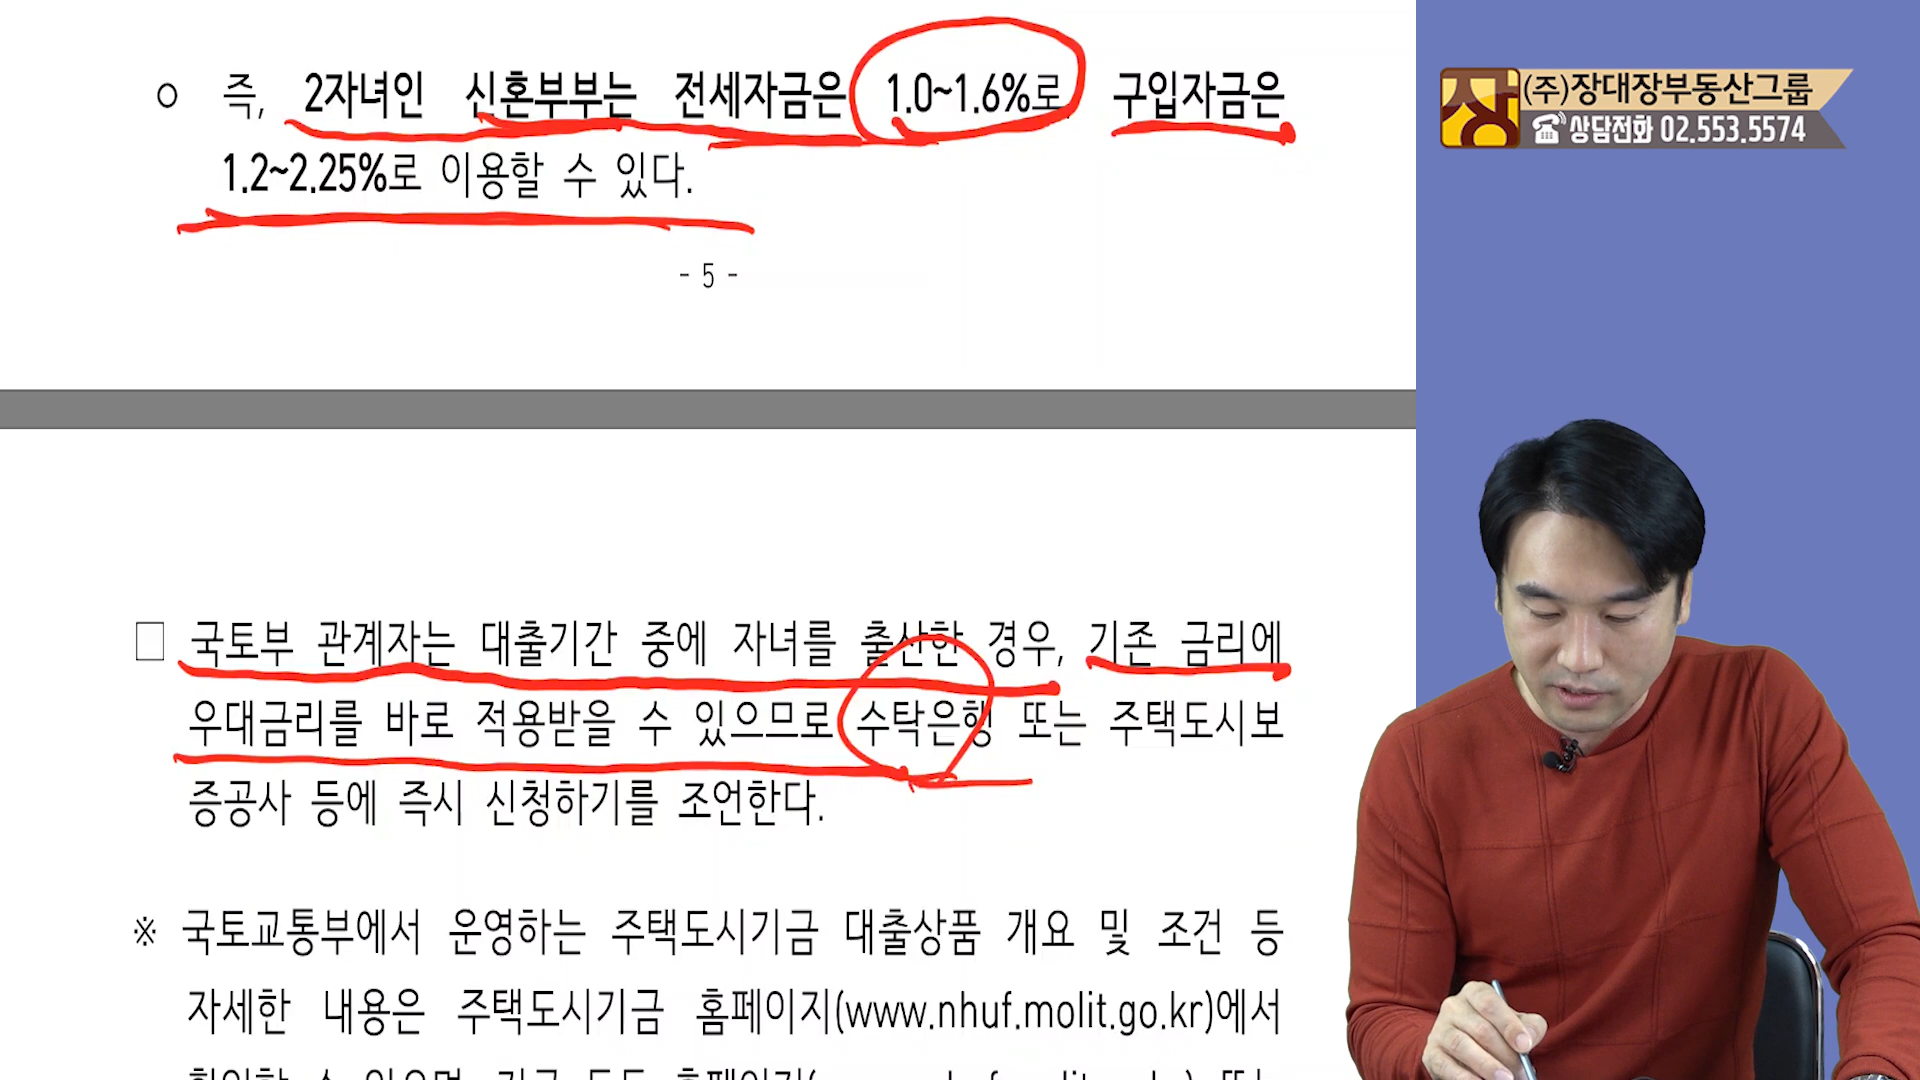 ㅇ 즉, 2자녀인 신혼부부는 전세자금은 1.0~1.6%로 구입자금은
1.2~2.25%로 이용할 수 있다.
- 5 -
□ 국토부 관계자는 대출기간 중에 자녀를 출산한 경우, 기존 금리에
우대금리를 바로 적용받을 수 있으므로 수탁은행 또는 주택도시보
증공사 등에 즉시 신청하기를 조언한다.
※ 국토교통부에서 운영하는 주택도시기금 대출상품 개요 및 조건 등
자세한 내용은 주택도시기금 홈페이지(www.nhuf.molit.go.kr)에서
장
(주)장대장부동산그룹
상담전화 02.553.5574